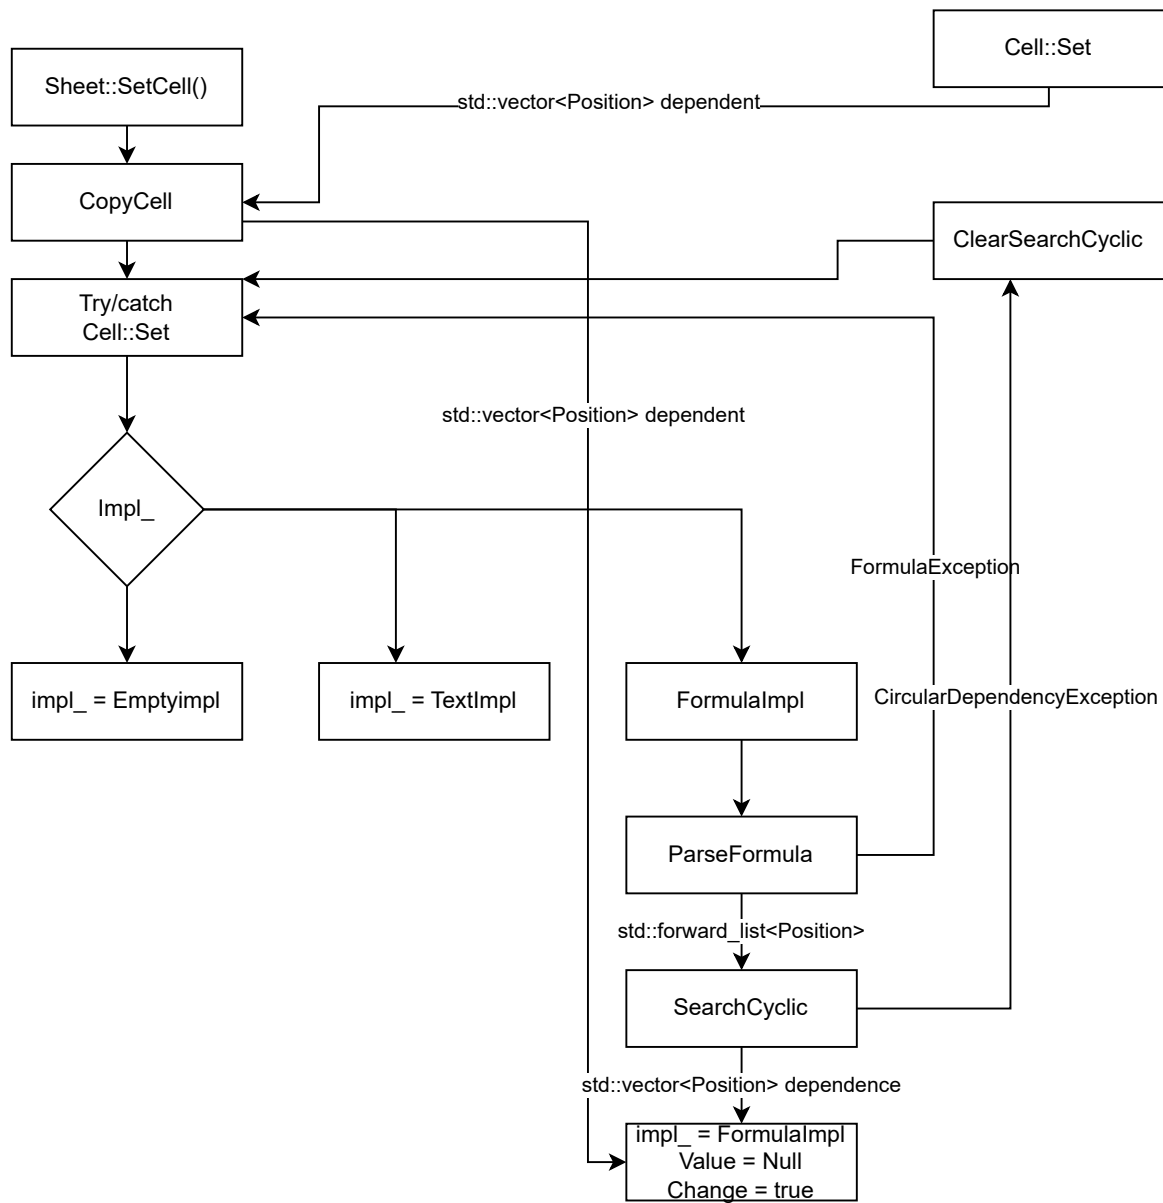 Cell::Set
Sheet::SetCell()
std::vector<Position> dependent
CopyCell
ClearSearchCyclic
Try/catch
Cell::Set
std::vector<Position> dependent
Impl_
FormulaException
impl_ = Emptyimpl
impl_ = TextImpl
FormulaImpl
CircularDependencyException
ParseFormula
std::forward_list<Position>
SearchCyclic
std::vector<Position> dependence
impl_ = FormulaImpl
Value = Null
Change = true